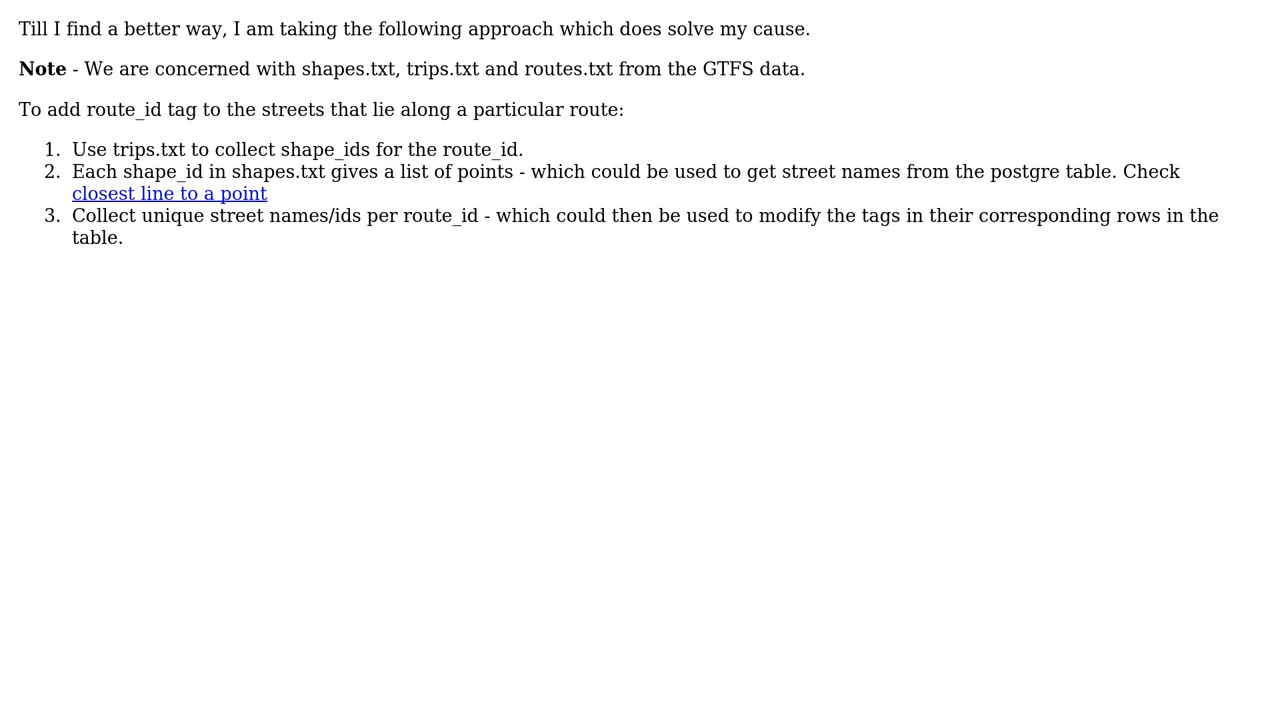 Till I find a better way, I am taking the following approach which does solve my cause.
Note - We are concerned with shapes.txt, trips.txt and routes.txt from the GTFS data.
To add route_id tag to the streets that lie along a particular route:
1. Use trips.txt to collect shape_ids for the route_id.
2. Each shape_id in shapes.txt gives a list of points - which could be used to get street names from the postgre table. Check
closest line to a point
3. Collect unique street names/ids per route_id - which could then be used to modify the tags in their corresponding rows in the
table.